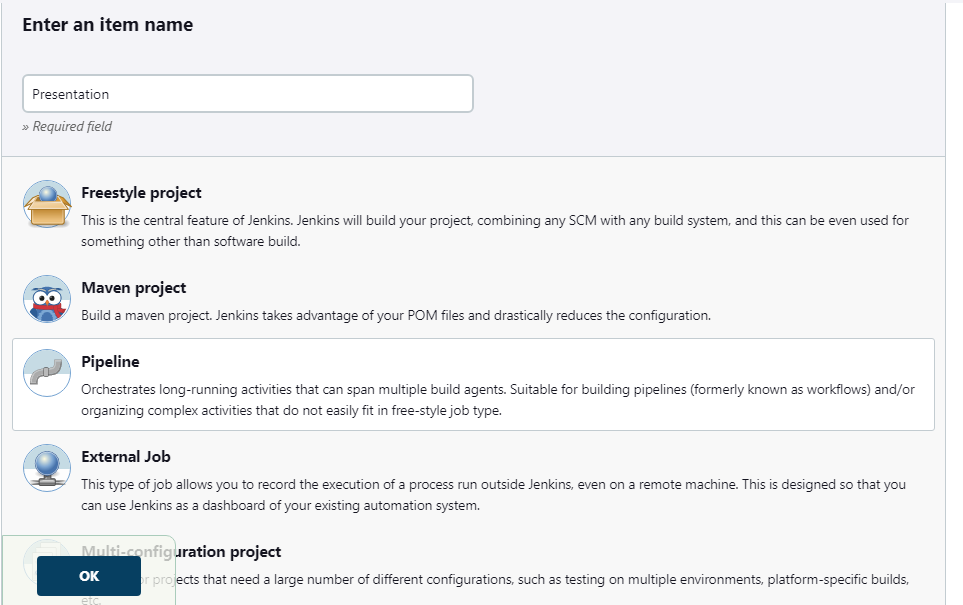 Enter an item name
Presentation
» Required field
Freestyle project
This is the central feature of Jenkins. Jenkins will build your project, combining any SCM with any build system, and this can be even used for
something other than software build.
Maven project
Build a maven project. Jenkins takes advantage of your POM files and drastically reduces the configuration.
Pipeline
Orchestrates long-running activities that can span multiple build agents. Suitable for building pipelines (formerly known as workflows) and/or
organizing complex activities that do not easily fit in free-style job type.
External Job
This type of job allows you to record the execution of a process run outside Jenkins, even on a remote machine. This is designed so that you
can use Jenkins as a dashboard of your existing automation system.
Multi-configuration project
OK
projects that need a large number of different configurations, such as testing on multiple environments, platform-specific builds,
etc.